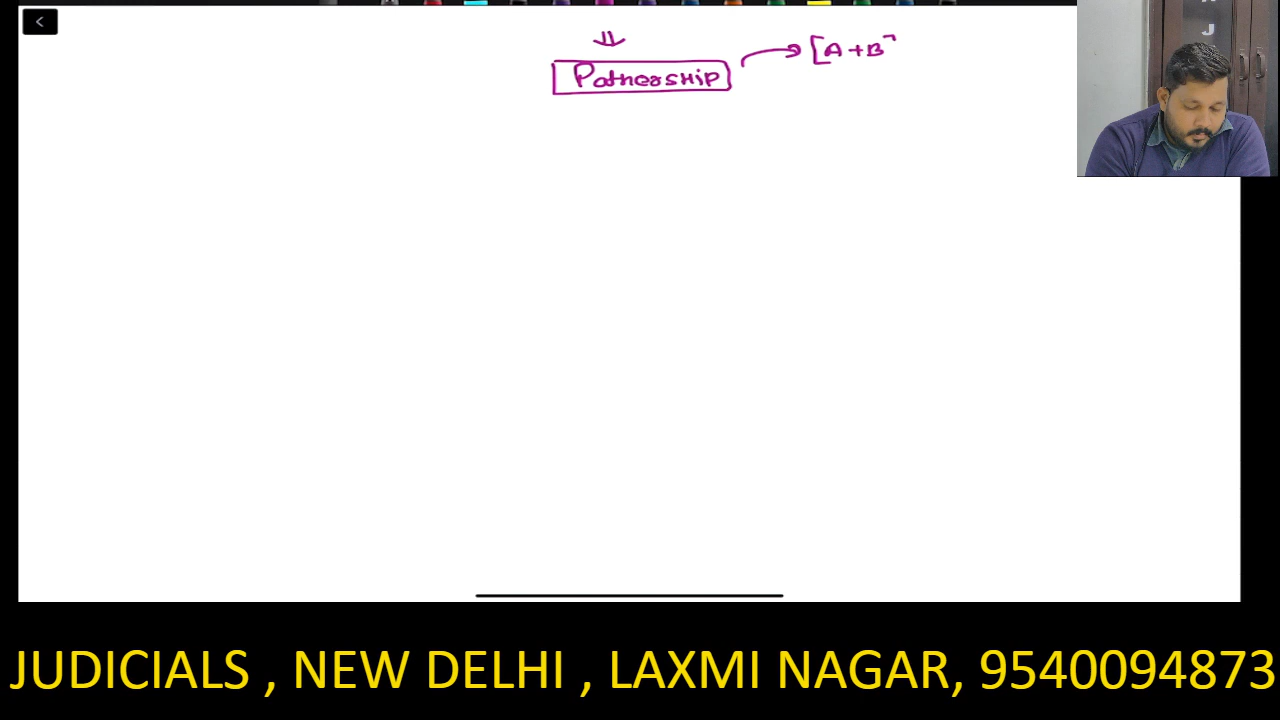 J
[A+B]
Patnership
JUDICIALS , NEW DELHI , LAXMI NAGAR, 9540094873